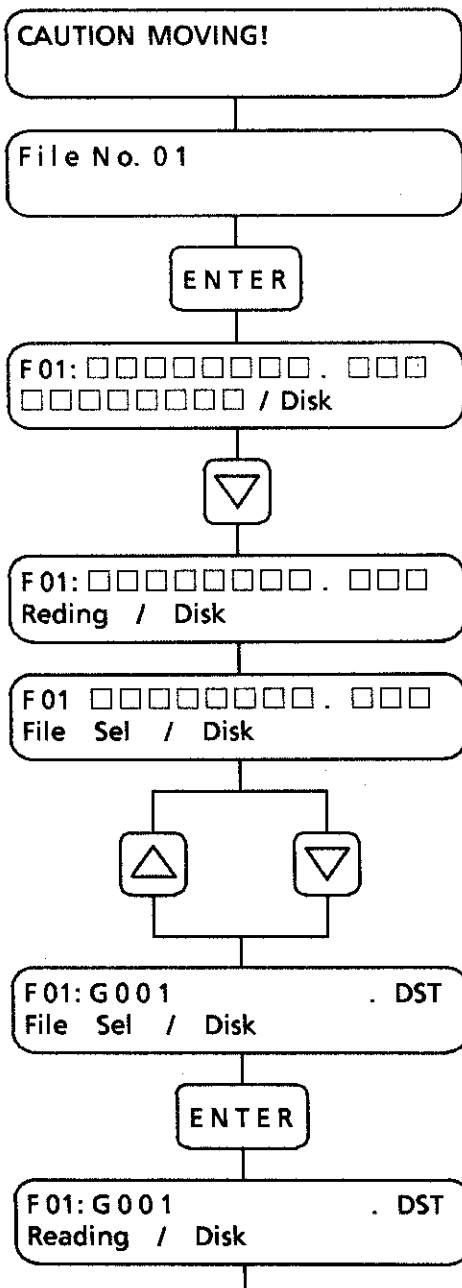 CAUTION MOVING!
File No. 01
ENTER
F01: □□□□□□□□. □□□
□□□□□□□□ / Disk
F01: □□□□□□□□. □□□
Reding / Disk
F01 □□□□□□□□. □□□
File Sel / Disk
F01:G001 . DST
File Sel / Disk
ENTER
F01:G001 . DST
Reading / Disk